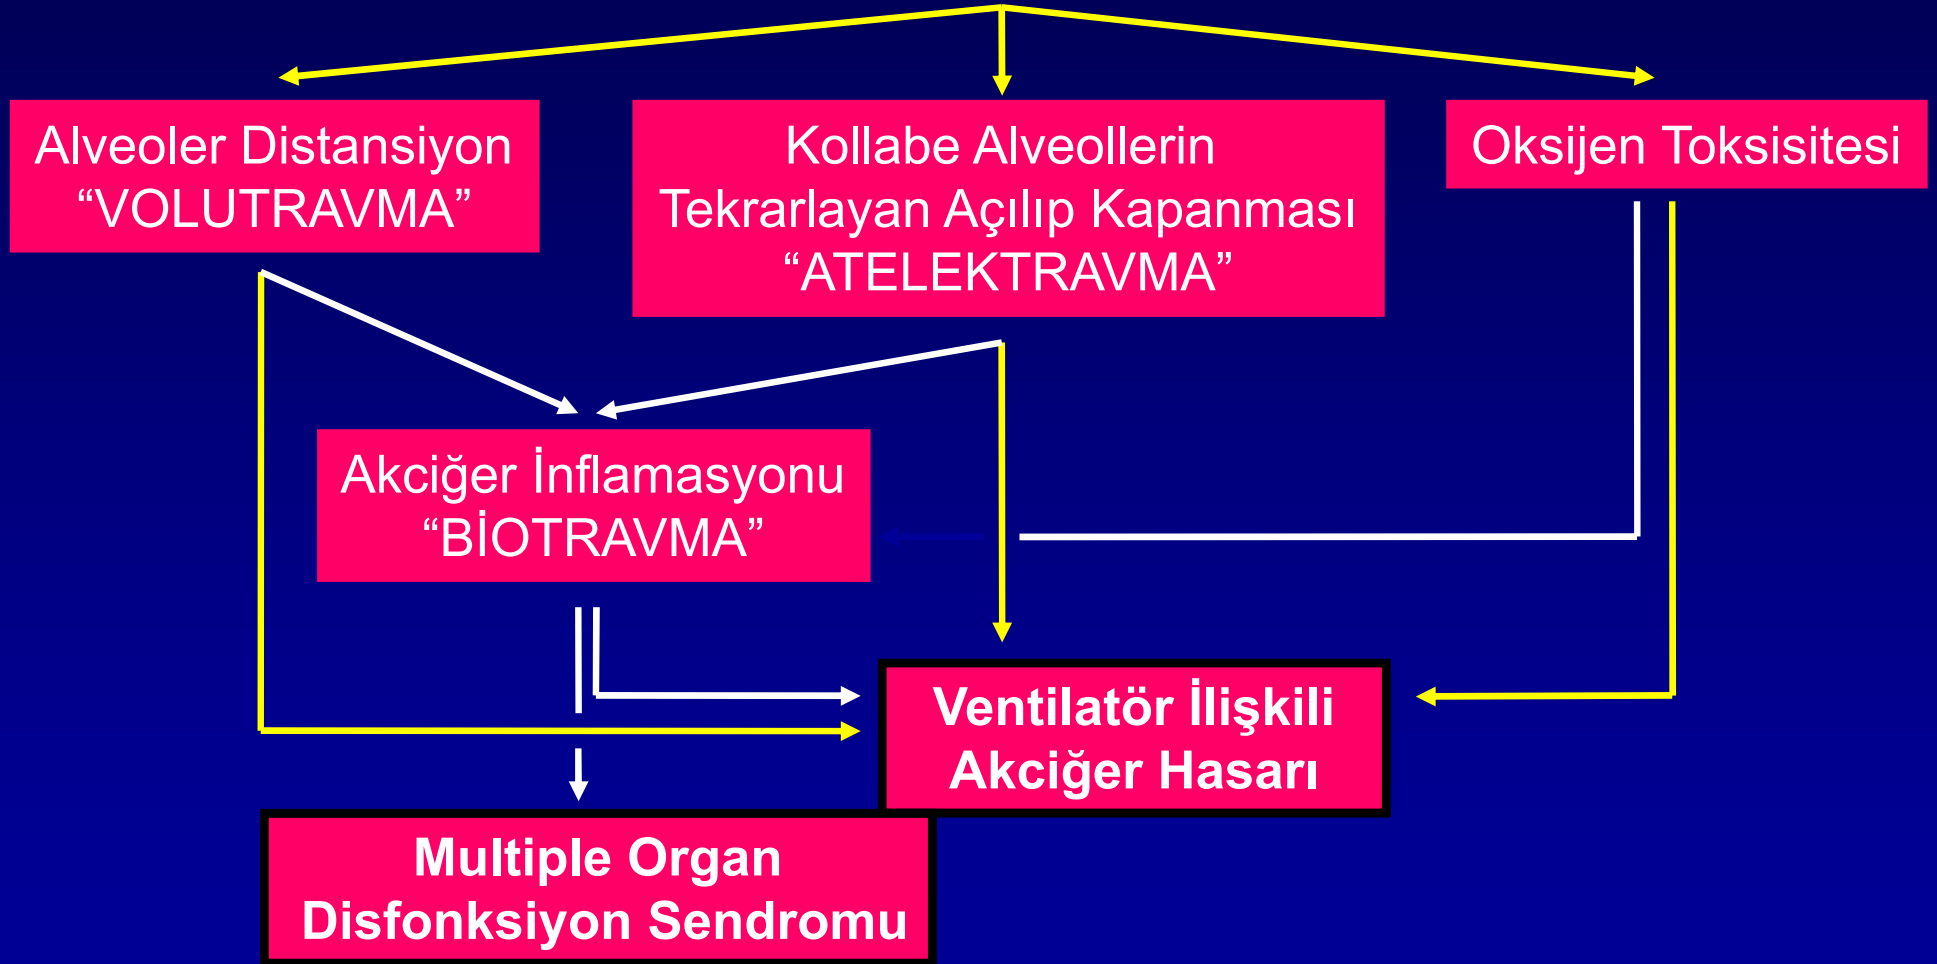 Alveoler Distansiyon
“VOLUTRAVMA”
Kollabe Alveollerin
Tekrarlayan Açılıp Kapanması
“ATELEKTRAVMA”
Oksijen Toksisitesi
Akciğer İnflamasyonu
“BİOTRAVMA”
Ventilatör İlişkili
Akciğer Hasarı
Multiple Organ
Disfonksiyon Sendromu